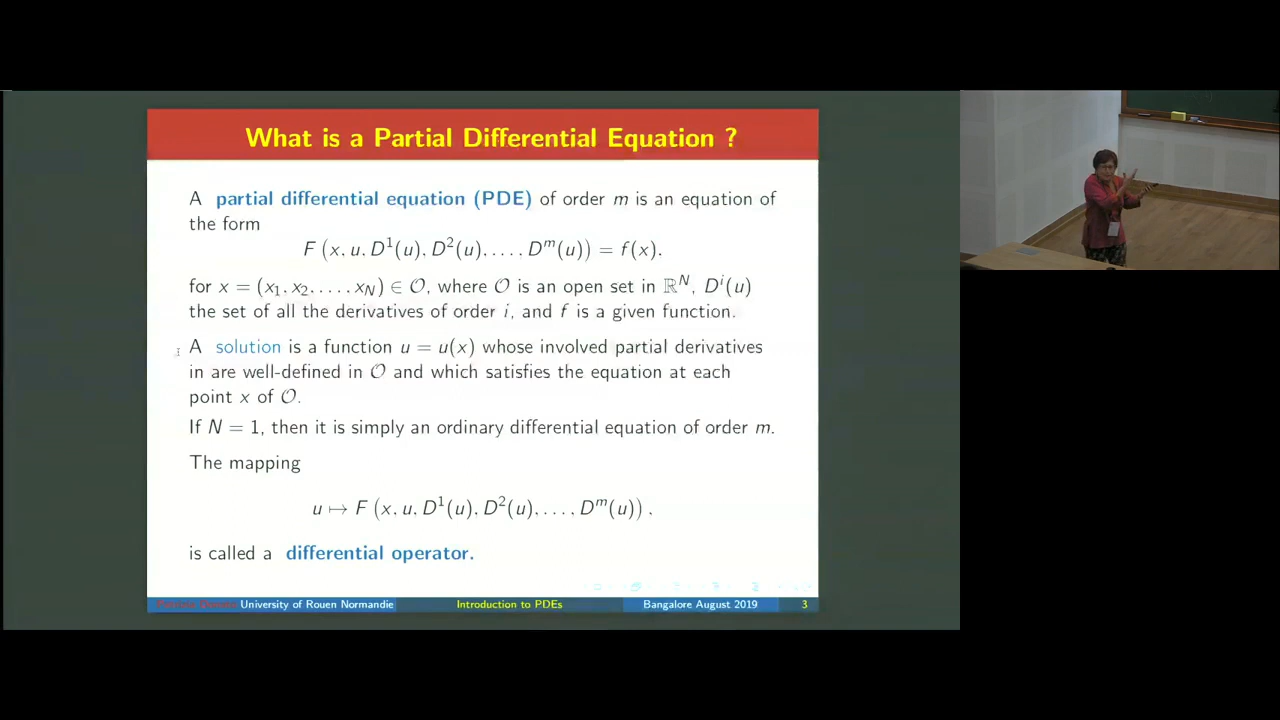 What is a Partial Differential Equation ?
A partial differential equation (PDE) of order m is an equation of
the form
F (x, u, D¹(u), D²(u), . . . , Dᵐ(u)) = f(x),
for x = (x₁, x₂, . . . , x_N) ∈ 𝒪, where 𝒪 is an open set in ℝᴺ, Dⁱ(u)
the set of all the derivatives of order i, and f is a given function.
A solution is a function u = u(x) whose involved partial derivatives
in are well-defined in 𝒪 and which satisfies the equation at each
point x of 𝒪.
If N = 1, then it is simply an ordinary differential equation of order m.
The mapping
u ↦ F (x, u, D¹(u), D²(u), . . . , Dᵐ(u)) ,
is called a differential operator.
University of Rouen Normandie Introduction to PDEs Bangalore August 2019 3